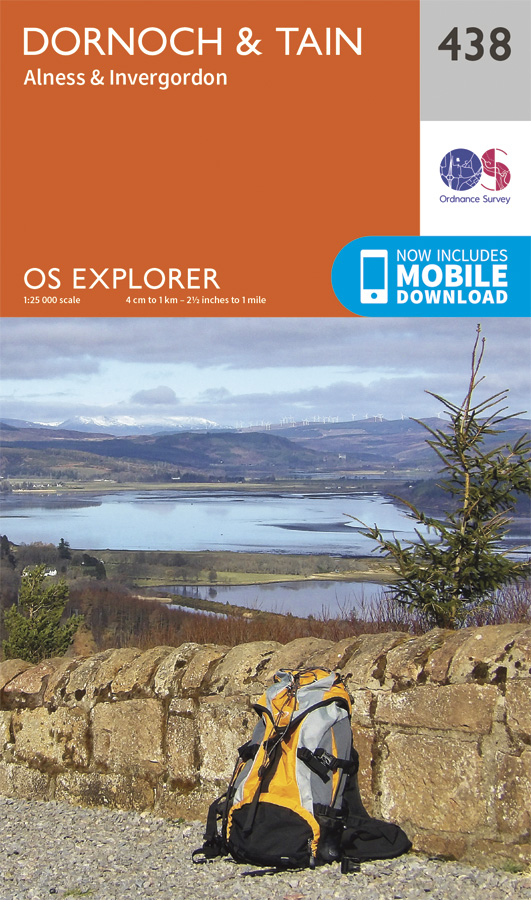 DORNOCH & TAIN
Alness & Invergordon
438
OS
Ordnance Survey
OS EXPLORER
1:25 000 scale 4 cm to 1 km – 2½ inches to 1 mile
NOW INCLUDES
MOBILE
DOWNLOAD